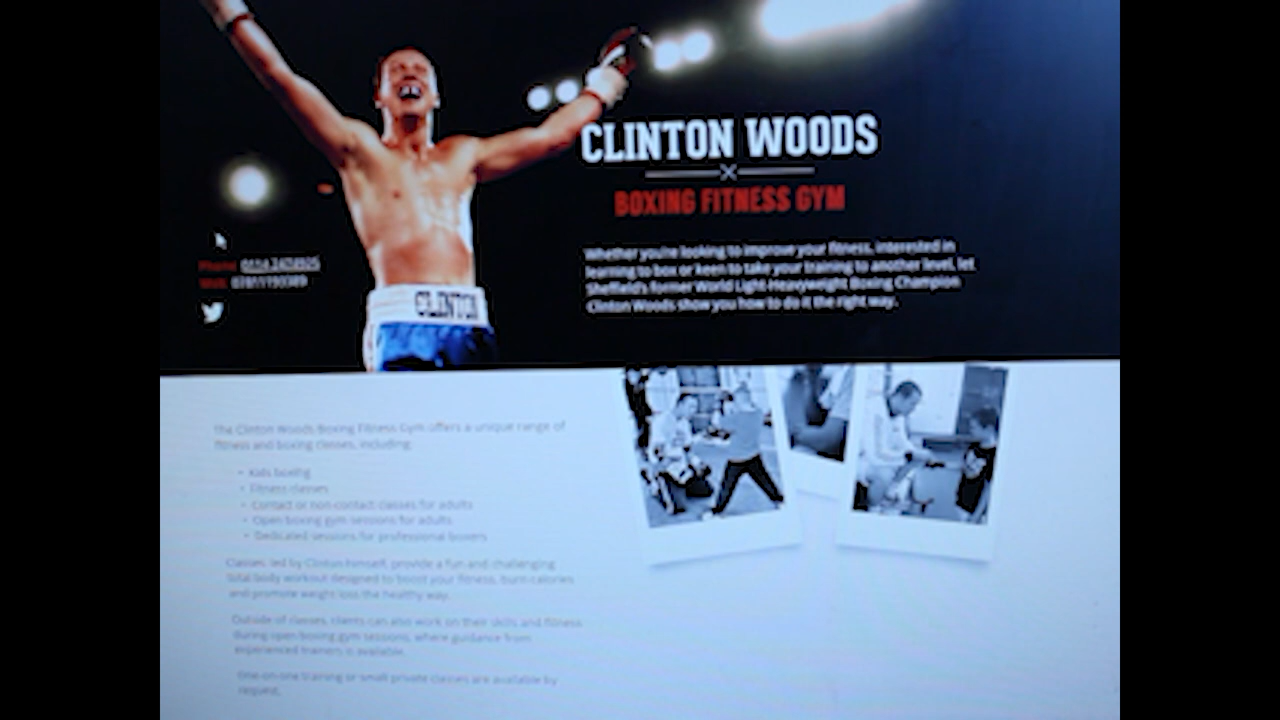 CLINTON WOODS
BOXING FITNESS GYM
Whether you're looking to improve your fitness, interested in
learning to box or keen to take your training to another level, let
Sheffield's former World Light-Heavyweight Boxing Champion
Clinton Woods show you how to do it the right way.
Phone:
CLINTON
The Clinton Woods Boxing Fitness Gym offers a unique range of
fitness and boxing classes, including:
• Kids boxing
• Fitness classes
• Contact or non-contact classes for adults
• Open boxing gym sessions for adults
• Dedicated sessions for professional boxers
Classes, led by Clinton himself, provide a fun and challenging
total body workout designed to boost your fitness, burn calories
and promote weight loss the healthy way.
Outside of classes, clients can also work on their skills and fitness
during open boxing gym sessions, where guidance from
experienced trainers is available.
One-on-one training or small private classes are available by
request.